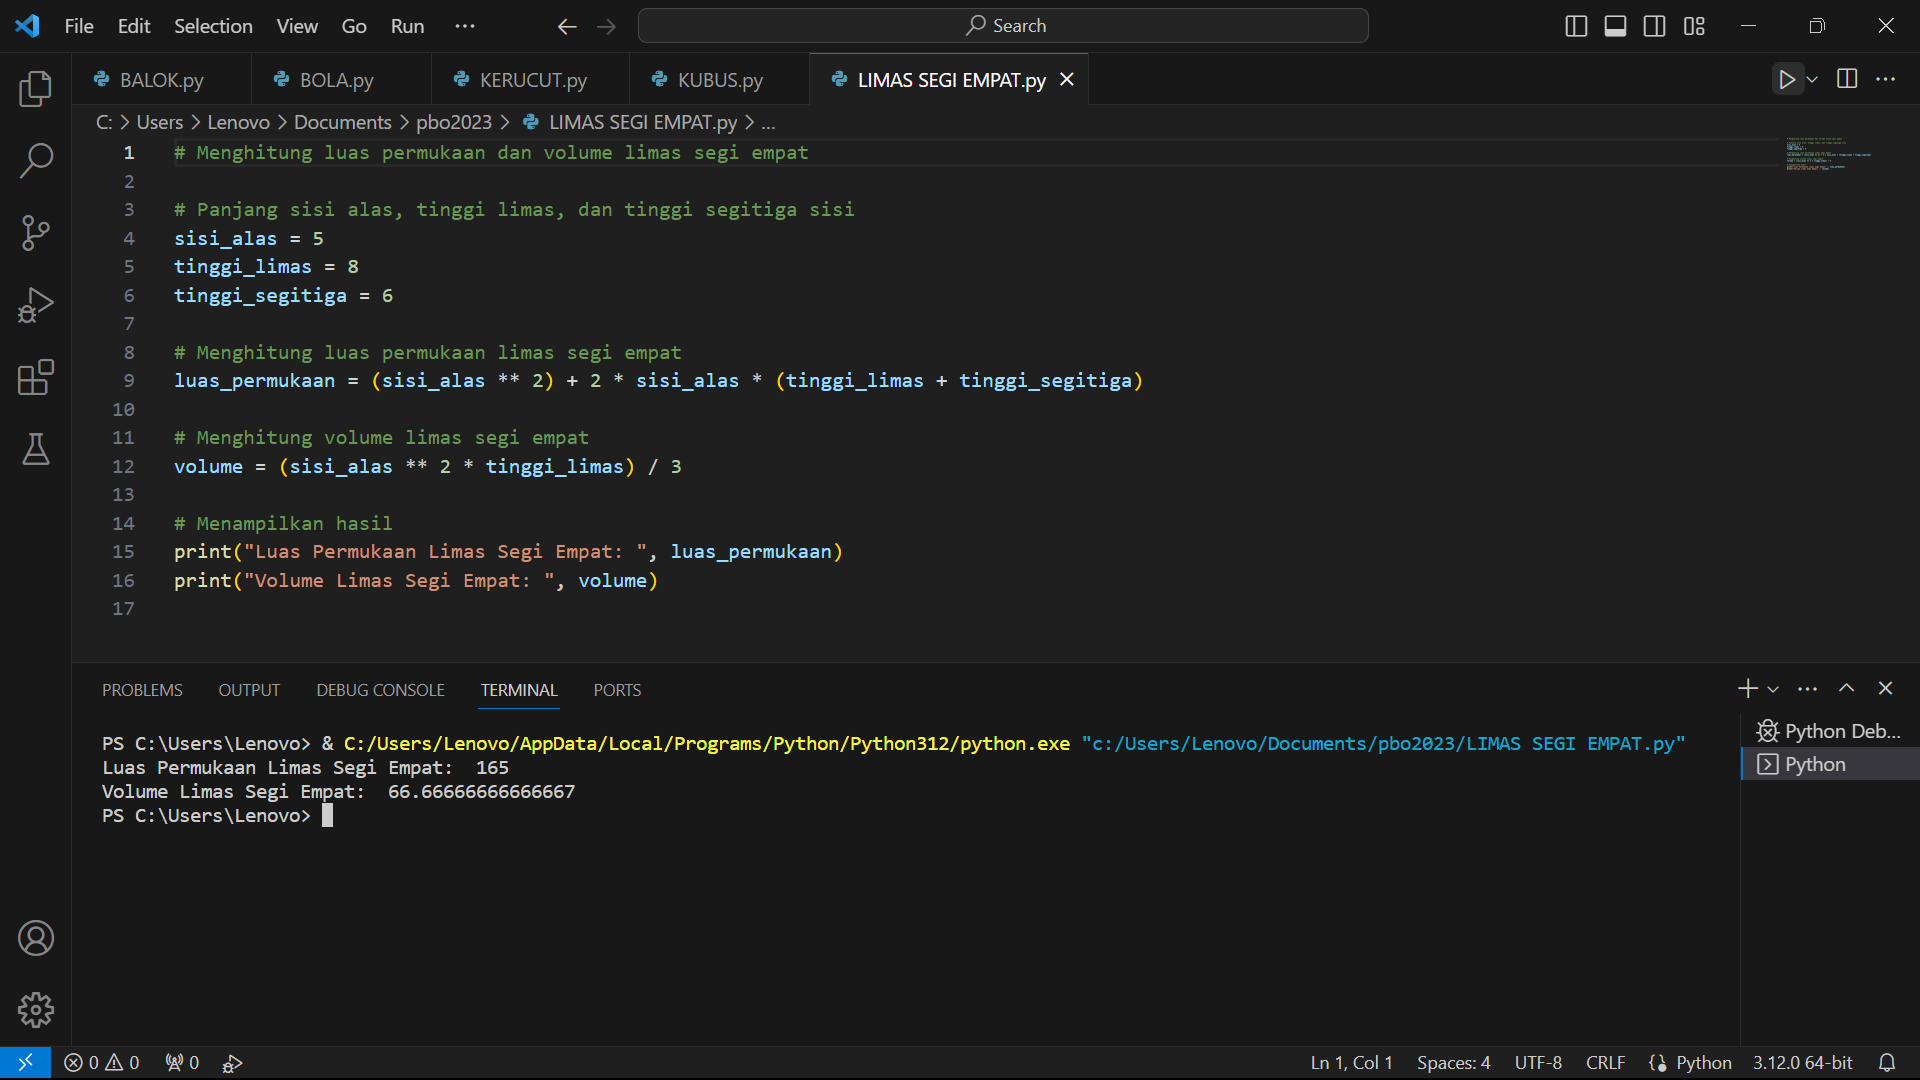 File Edit Selection View Go Run ··· Search
BALOK.py BOLA.py KERUCUT.py KUBUS.py LIMAS SEGI EMPAT.py
C: > Users > Lenovo > Documents > pbo2023 > LIMAS SEGI EMPAT.py > ...
1 # Menghitung luas permukaan dan volume limas segi empat
2
3 # Panjang sisi alas, tinggi limas, dan tinggi segitiga sisi
4 sisi_alas = 5
5 tinggi_limas = 8
6 tinggi_segitiga = 6
7
8 # Menghitung luas permukaan limas segi empat
9 luas_permukaan = (sisi_alas ** 2) + 2 * sisi_alas * (tinggi_limas + tinggi_segitiga)
10
11 # Menghitung volume limas segi empat
12 volume = (sisi_alas ** 2 * tinggi_limas) / 3
13
14 # Menampilkan hasil
15 print("Luas Permukaan Limas Segi Empat: ", luas_permukaan)
16 print("Volume Limas Segi Empat: ", volume)
17
PROBLEMS OUTPUT DEBUG CONSOLE TERMINAL PORTS
PS C:\Users\Lenovo> & C:/Users/Lenovo/AppData/Local/Programs/Python/Python312/python.exe "c:/Users/Lenovo/Documents/pbo2023/LIMAS SEGI EMPAT.py"
Luas Permukaan Limas Segi Empat:  165
Volume Limas Segi Empat:  66.66666666666667
PS C:\Users\Lenovo>
Python Deb...
Python
0 0 0 Ln 1, Col 1 Spaces: 4 UTF-8 CRLF Python 3.12.0 64-bit